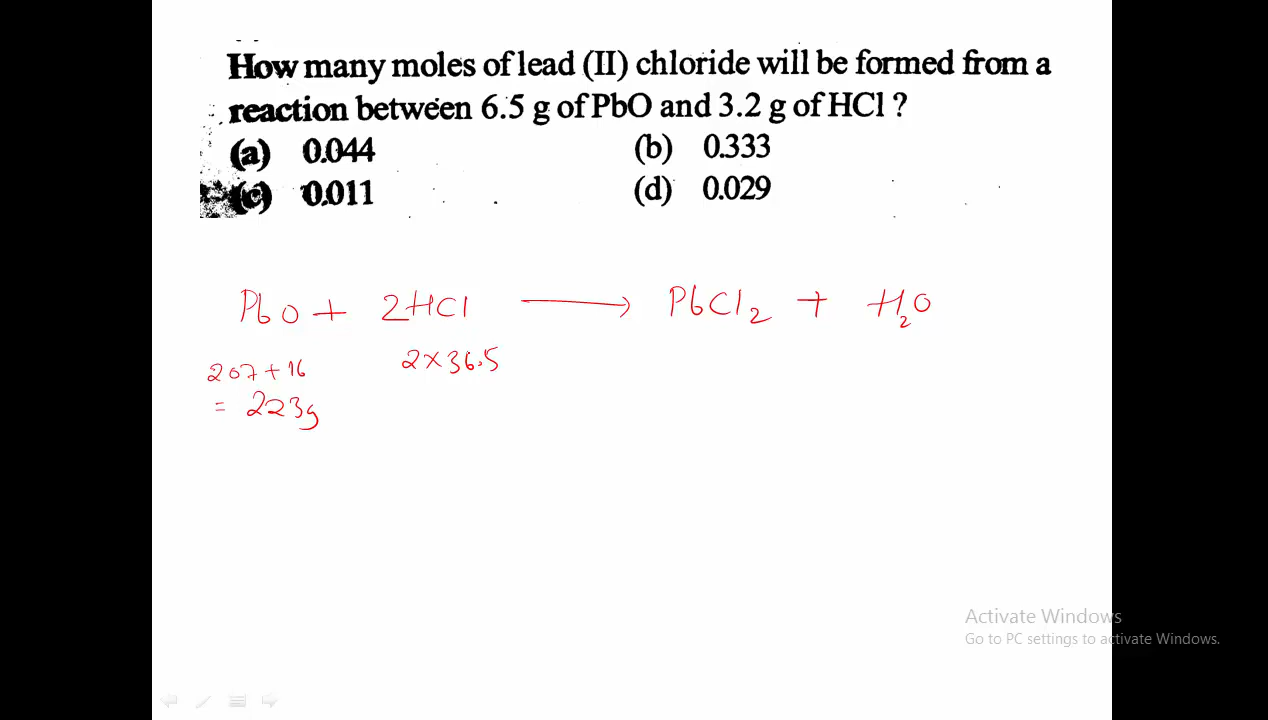 How many moles of lead (II) chloride will be formed from a
reaction between 6.5 g of PbO and 3.2 g of HCl ?
(a) 0.044 (b) 0.333
(c) 0.011 (d) 0.029
PbO + 2HCl ⟶ PbCl₂ + H₂O
207+16 2×36.5
= 223g
Activate Windows
Go to PC settings to activate Windows.